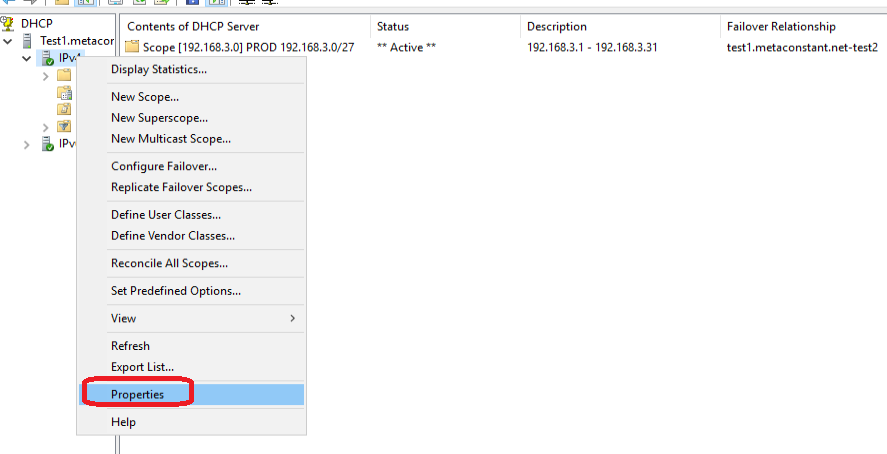 DHCP
Test1.metacor
IPv4
IPv
Contents of DHCP Server Status Description Failover Relationship
Scope [192.168.3.0] PROD 192.168.3.0/27 ** Active ** 192.168.3.1 - 192.168.3.31 test1.metaconstant.net-test2
Display Statistics...
New Scope...
New Superscope...
New Multicast Scope...
Configure Failover...
Replicate Failover Scopes...
Define User Classes...
Define Vendor Classes...
Reconcile All Scopes...
Set Predefined Options...
View
Refresh
Export List...
Properties
Help